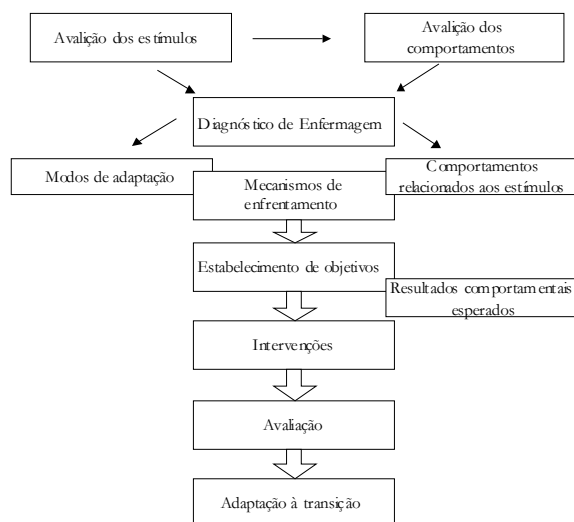 Avalição dos estímulos
Avalição dos
comportamentos
Diagnóstico de Enfermagem
Modos de adaptação
Mecanismos de
enfrentamento
Comportamentos
relacionados aos estímulos
Estabelecimento de objetivos
Resultados comportamentais
esperados
Intervenções
Avaliação
Adaptação à transição